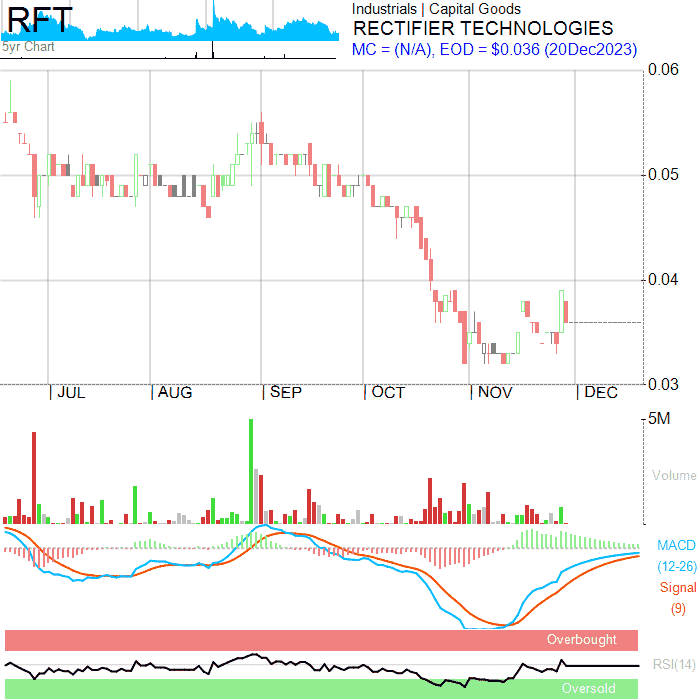 RFT
5yr Chart
Industrials | Capital Goods
RECTIFIER TECHNOLOGIES
MC = (N/A), EOD = $0.036 (20Dec2023)
0.06
0.05
0.04
0.03
JUL AUG SEP OCT NOV DEC
5M
Volume
MACD
(12-26)
Signal
(9)
Overbought
RSI(14)
Oversold